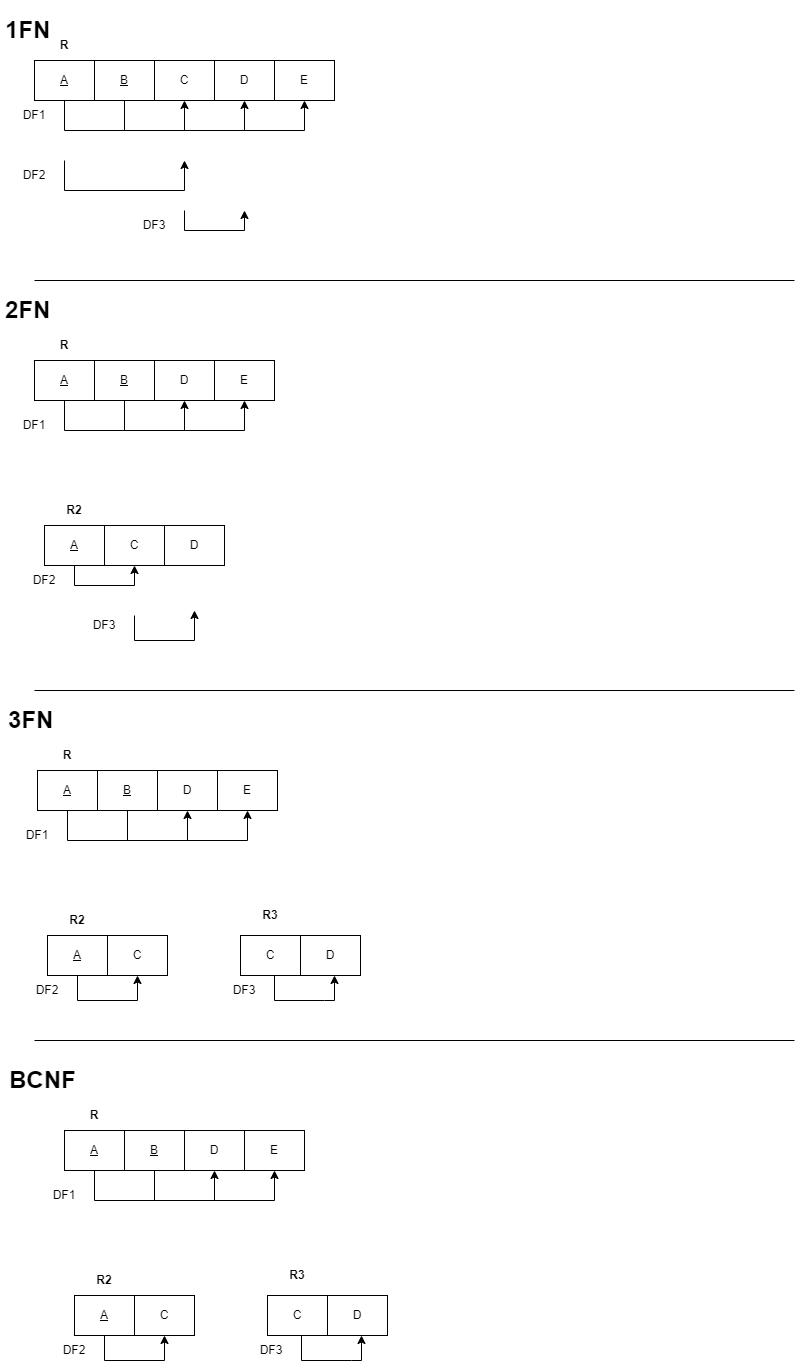 1FN
R
A B C D E
DF1
DF2
DF3
2FN
R
A B D E
DF1
R2
A C D
DF2
DF3
3FN
R
A B D E
DF1
R2 R3
A C C D
DF2 DF3
BCNF
R
A B D E
DF1
R2 R3
A C C D
DF2 DF3